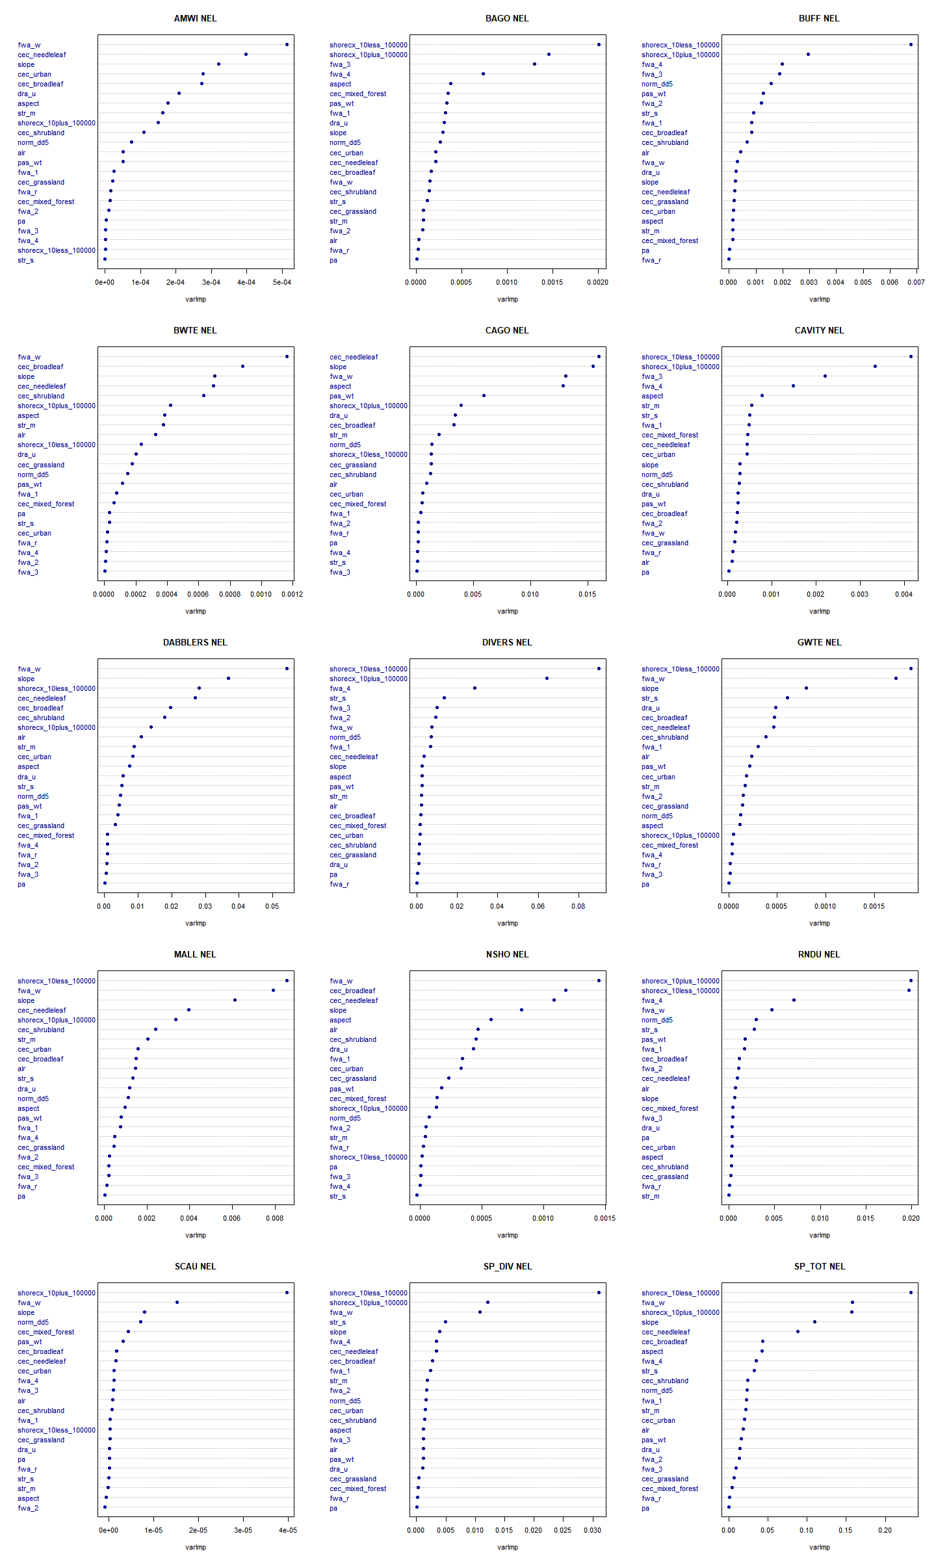 AMWI NEL
fwa_w
cec_needleleaf
slope
cec_urban
cec_broadleaf
dra_u
aspect
str_m
shorecx_10plus_100000
cec_shrubland
norm_dd5
alr
pas_wt
fwa_1
cec_grassland
fwa_r
cec_mixed_forest
fwa_2
pa
fwa_3
fwa_4
shorecx_10less_100000
str_s
0e+00 1e-04 2e-04 3e-04 4e-04 5e-04
varImp
BAGO NEL
shorecx_10less_100000
shorecx_10plus_100000
fwa_3
fwa_4
aspect
cec_mixed_forest
pas_wt
fwa_1
dra_u
slope
norm_dd5
cec_urban
cec_needleleaf
cec_broadleaf
fwa_w
cec_shrubland
str_s
cec_grassland
str_m
fwa_2
alr
fwa_r
pa
0.0000 0.0005 0.0010 0.0015 0.0020
varImp
BUFF NEL
shorecx_10less_100000
shorecx_10plus_100000
fwa_4
fwa_3
norm_dd5
pas_wt
fwa_2
str_s
fwa_1
cec_broadleaf
cec_shrubland
alr
fwa_w
dra_u
slope
cec_needleleaf
cec_grassland
cec_urban
aspect
str_m
cec_mixed_forest
pa
fwa_r
0.000 0.001 0.002 0.003 0.004 0.005 0.006 0.007
varImp
BWTE NEL
fwa_w
cec_broadleaf
slope
cec_needleleaf
cec_shrubland
shorecx_10plus_100000
aspect
str_m
alr
shorecx_10less_100000
dra_u
cec_grassland
norm_dd5
pas_wt
fwa_1
cec_mixed_forest
pa
str_s
cec_urban
fwa_r
fwa_4
fwa_2
fwa_3
0.0000 0.0002 0.0004 0.0006 0.0008 0.0010 0.0012
varImp
CAGO NEL
cec_needleleaf
slope
fwa_w
aspect
pas_wt
shorecx_10plus_100000
dra_u
cec_broadleaf
str_m
norm_dd5
shorecx_10less_100000
cec_grassland
cec_shrubland
alr
cec_urban
cec_mixed_forest
fwa_1
fwa_2
fwa_r
pa
fwa_4
str_s
fwa_3
0.000 0.005 0.010 0.015
varImp
CAVITY NEL
shorecx_10less_100000
shorecx_10plus_100000
fwa_3
fwa_4
aspect
str_m
str_s
fwa_1
cec_mixed_forest
cec_needleleaf
cec_urban
slope
norm_dd5
cec_shrubland
dra_u
pas_wt
cec_broadleaf
fwa_2
fwa_w
cec_grassland
fwa_r
alr
pa
0.000 0.001 0.002 0.003 0.004
varImp
DABBLERS NEL
fwa_w
slope
shorecx_10less_100000
cec_needleleaf
cec_broadleaf
cec_shrubland
shorecx_10plus_100000
alr
str_m
cec_urban
aspect
dra_u
str_s
norm_dd5
pas_wt
fwa_1
cec_grassland
cec_mixed_forest
fwa_4
fwa_r
fwa_2
fwa_3
pa
0.00 0.01 0.02 0.03 0.04 0.05
varImp
DIVERS NEL
shorecx_10less_100000
shorecx_10plus_100000
fwa_4
str_s
fwa_3
fwa_2
fwa_w
norm_dd5
fwa_1
cec_needleleaf
slope
aspect
pas_wt
str_m
alr
cec_broadleaf
cec_mixed_forest
cec_urban
cec_shrubland
cec_grassland
dra_u
pa
fwa_r
0.00 0.02 0.04 0.06 0.08
varImp
GWTE NEL
shorecx_10less_100000
fwa_w
slope
str_s
dra_u
cec_broadleaf
cec_needleleaf
cec_shrubland
fwa_1
alr
pas_wt
cec_urban
str_m
fwa_2
cec_grassland
norm_dd5
aspect
shorecx_10plus_100000
cec_mixed_forest
fwa_4
fwa_r
fwa_3
pa
0.0000 0.0005 0.0010 0.0015
varImp
MALL NEL
shorecx_10less_100000
fwa_w
slope
cec_needleleaf
shorecx_10plus_100000
cec_shrubland
str_m
cec_urban
cec_broadleaf
alr
str_s
dra_u
norm_dd5
aspect
pas_wt
fwa_1
fwa_4
cec_grassland
fwa_2
cec_mixed_forest
fwa_3
fwa_r
pa
0.000 0.002 0.004 0.006 0.008
varImp
NSHO NEL
fwa_w
cec_broadleaf
cec_needleleaf
slope
aspect
alr
cec_shrubland
dra_u
fwa_1
cec_urban
cec_grassland
pas_wt
cec_mixed_forest
shorecx_10plus_100000
norm_dd5
fwa_2
str_m
fwa_r
shorecx_10less_100000
pa
fwa_3
fwa_4
str_s
0.0000 0.0005 0.0010 0.0015
varImp
RNDU NEL
shorecx_10plus_100000
shorecx_10less_100000
fwa_4
fwa_w
norm_dd5
str_s
pas_wt
fwa_1
cec_broadleaf
fwa_2
cec_needleleaf
alr
slope
cec_mixed_forest
fwa_3
dra_u
pa
cec_urban
aspect
cec_shrubland
cec_grassland
fwa_r
str_m
0.000 0.005 0.010 0.015 0.020
varImp
SCAU NEL
shorecx_10plus_100000
fwa_w
slope
norm_dd5
cec_mixed_forest
pas_wt
cec_broadleaf
cec_needleleaf
cec_urban
fwa_4
fwa_3
alr
cec_shrubland
fwa_1
shorecx_10less_100000
cec_grassland
dra_u
pa
fwa_r
str_s
str_m
aspect
fwa_2
0e+00 1e-05 2e-05 3e-05 4e-05
varImp
SP_DIV NEL
shorecx_10less_100000
shorecx_10plus_100000
fwa_w
str_s
slope
fwa_4
cec_needleleaf
cec_broadleaf
fwa_1
str_m
fwa_2
norm_dd5
cec_urban
cec_shrubland
aspect
fwa_3
alr
pas_wt
dra_u
cec_grassland
cec_mixed_forest
fwa_r
pa
0.000 0.005 0.010 0.015 0.020 0.025 0.030
varImp
SP_TOT NEL
shorecx_10less_100000
fwa_w
shorecx_10plus_100000
slope
cec_needleleaf
cec_broadleaf
aspect
fwa_4
str_s
cec_shrubland
norm_dd5
fwa_1
str_m
cec_urban
alr
pas_wt
dra_u
fwa_2
fwa_3
cec_grassland
cec_mixed_forest
fwa_r
pa
0.00 0.05 0.10 0.15 0.20
varImp